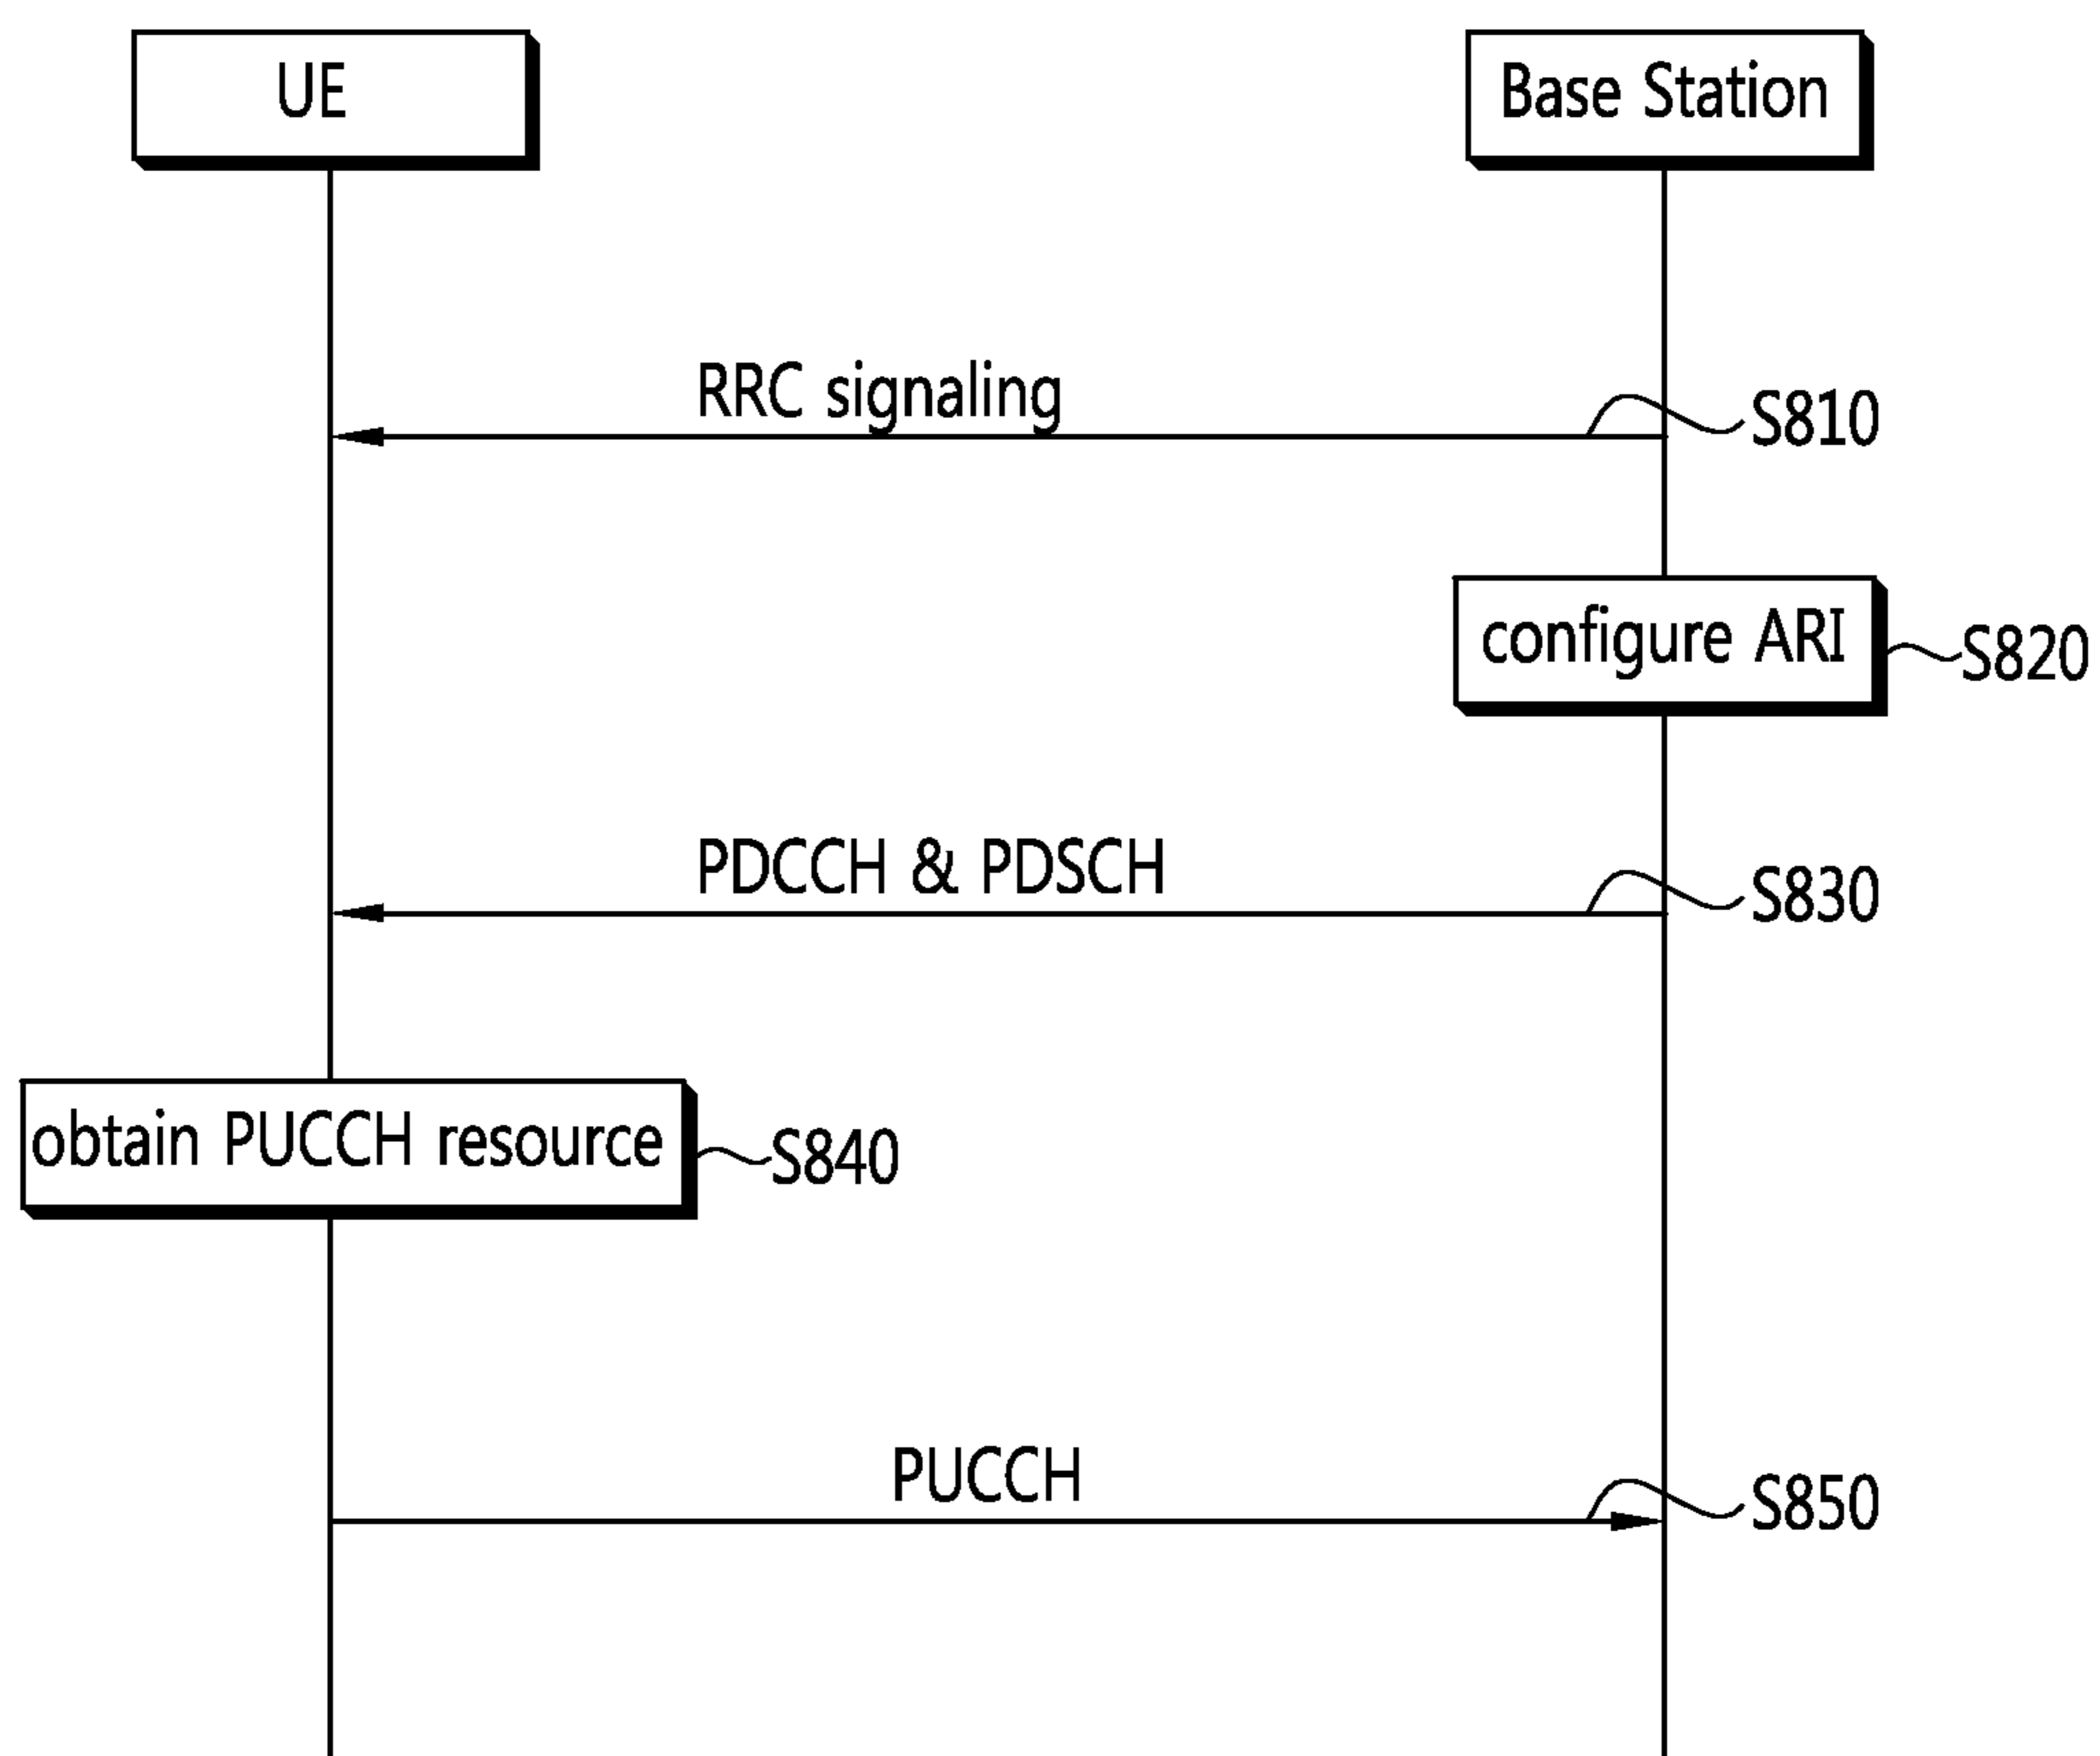 UE
Base Station
RRC signaling
S810
configure ARI
S820
PDCCH & PDSCH
S830
obtain PUCCH resource
S840
PUCCH
S850